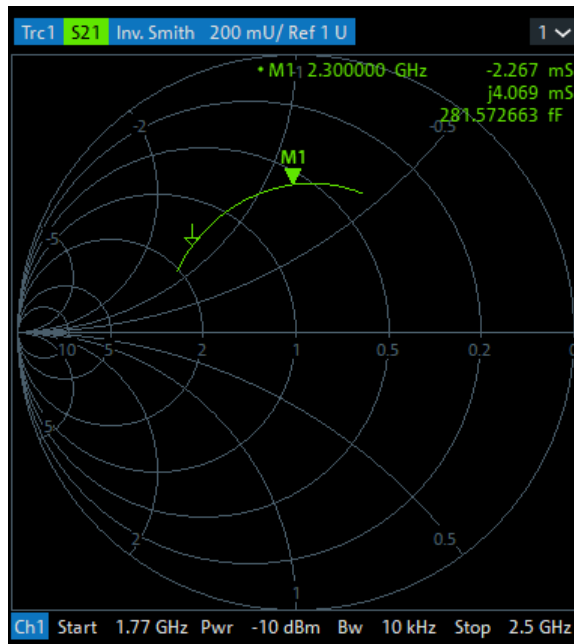 Trc1 S21 Inv. Smith 200 mU/ Ref 1 U 1
1
• M1 2.300000 GHz -2.267 mS
j4.069 mS
281.572663 fF
-2
-0.5
M1
-5
10 5 2 1 0.5 0.2 0
5
2
0.5
1
Ch1 Start 1.77 GHz Pwr -10 dBm Bw 10 kHz Stop 2.5 GHz